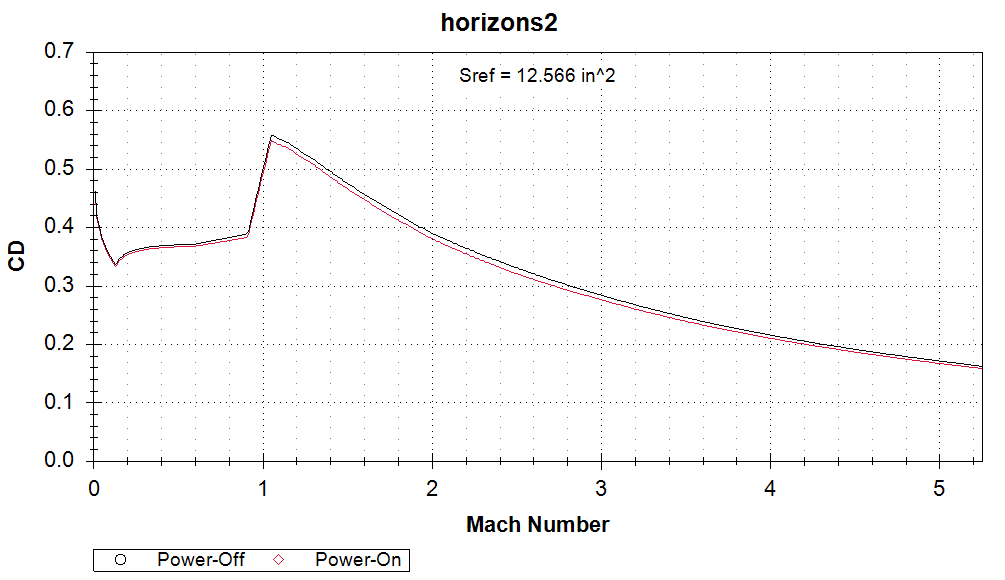 horizons2
Sref = 12.566 in^2
0.7
0.6
0.5
0.4
0.3
0.2
0.1
0.0
CD
0 1 2 3 4 5
Mach Number
Power-Off Power-On